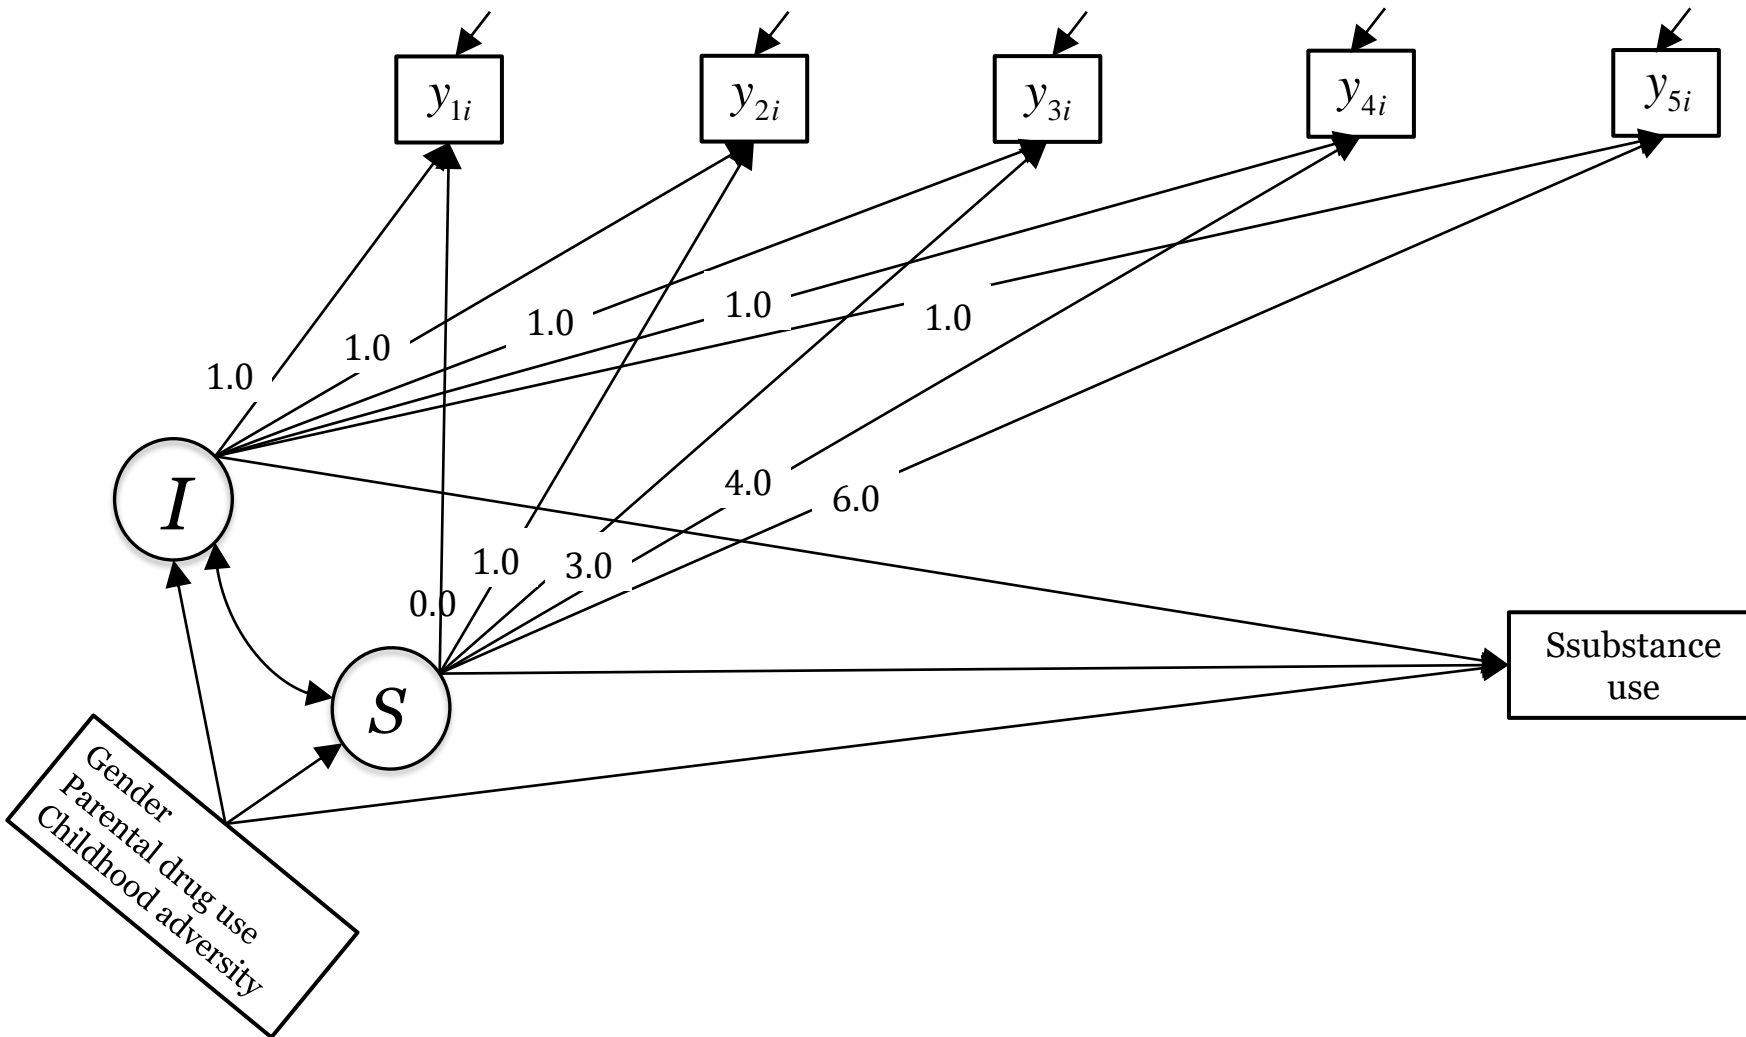 y1i
y2i
y3i
y4i
y5i
1.0
1.0
1.0
1.0
1.0
I
4.0
6.0
1.0
3.0
0.0
S
Ssubstance
use
Gender
Parental drug use
Childhood adversity